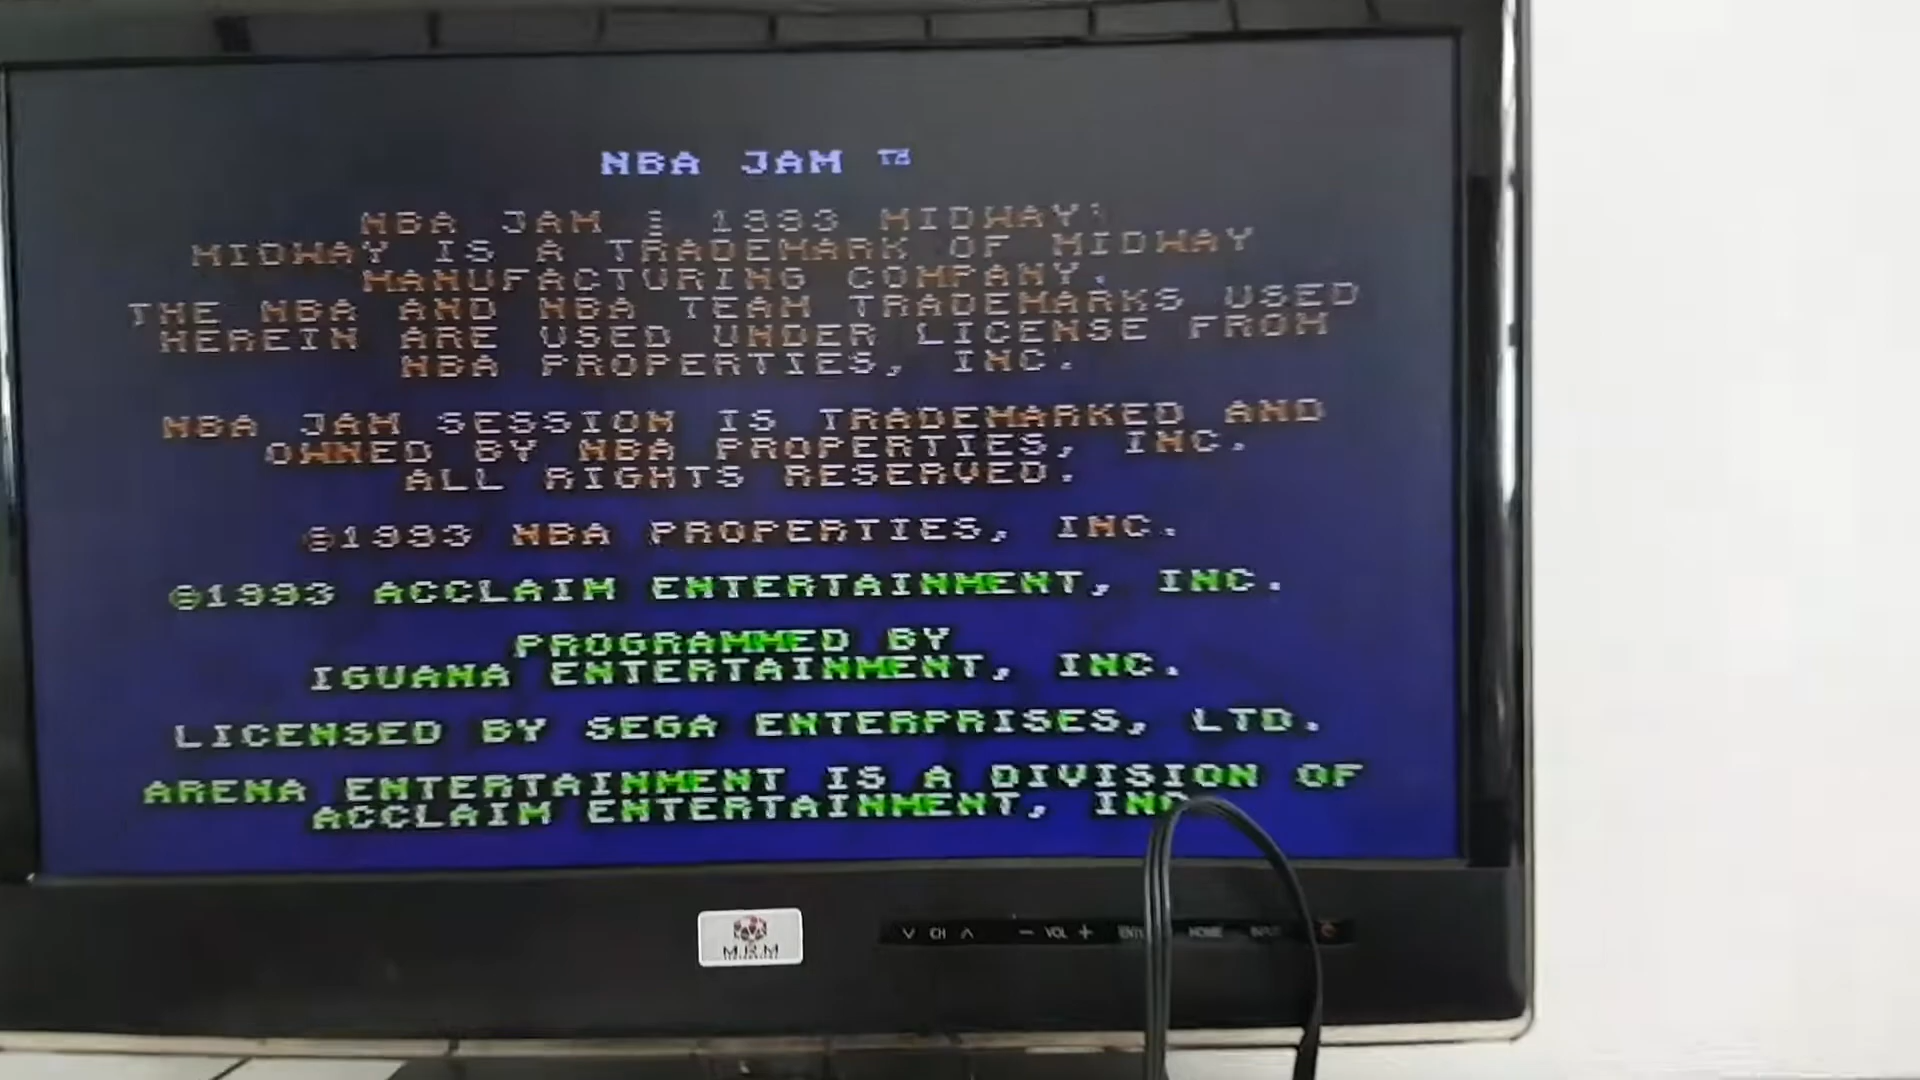 NBA JAM TM
NBA JAM © 1993 MIDWAY.
MIDWAY IS A TRADEMARK OF MIDWAY
MANUFACTURING COMPANY.
THE NBA AND NBA TEAM TRADEMARKS USED
HEREIN ARE USED UNDER LICENSE FROM
NBA PROPERTIES, INC.
NBA JAM SESSION IS TRADEMARKED AND
OWNED BY NBA PROPERTIES, INC.
ALL RIGHTS RESERVED.
©1993 NBA PROPERTIES, INC.
©1993 ACCLAIM ENTERTAINMENT, INC.
PROGRAMMED BY
IGUANA ENTERTAINMENT, INC.
LICENSED BY SEGA ENTERPRISES, LTD.
ARENA ENTERTAINMENT IS A DIVISION OF
ACCLAIM ENTERTAINMENT, INC
M.R.M
CH - VOL + HOME INPUT